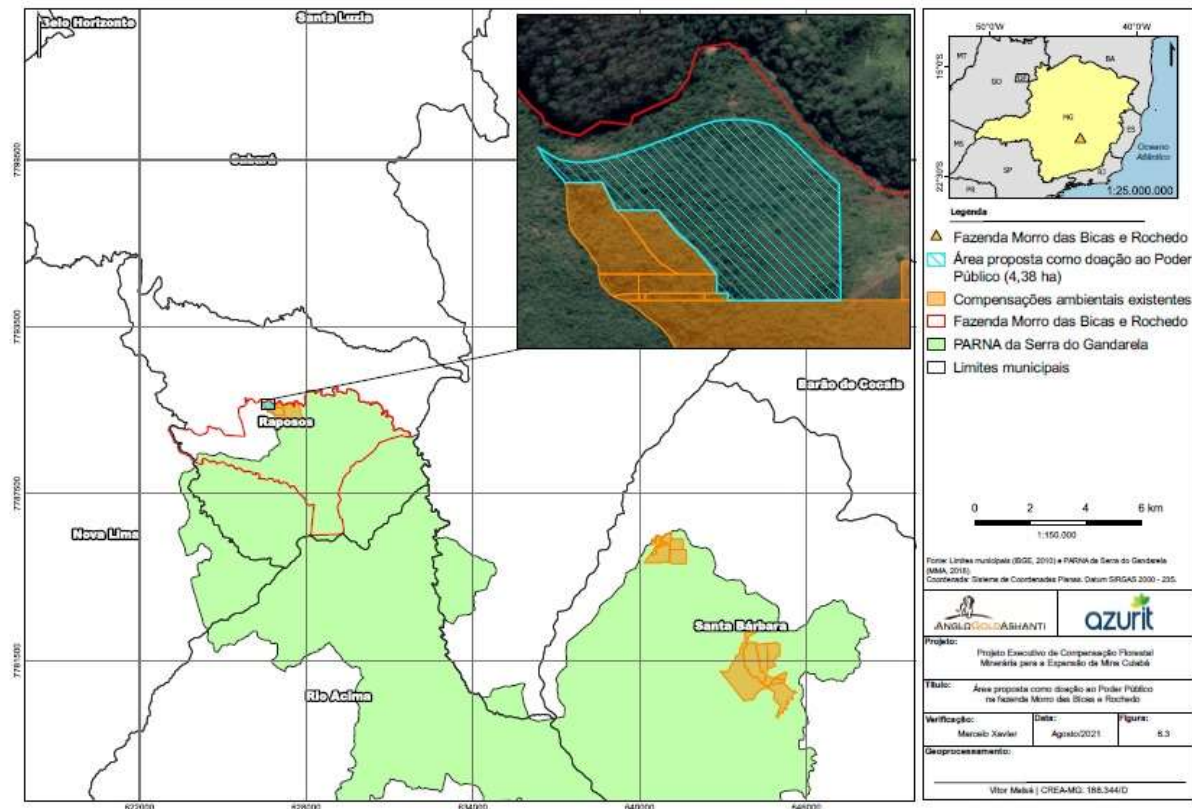 Belo Horizonte
Santa Luzia
Sabará
Barão de Cocais
Raposos
Nova Lima
Santa Bárbara
Rio Acima
7799500
7793500
7787500
7781500
622000
628000
634000
640000
646000
50°0'W
40°0'W
15°0'S
22°30'S
MT
GO
DF
BA
MG
ES
MS
SP
RJ
Oceano
Atlântico
1:25.000.000
Legenda
Fazenda Morro das Bicas e Rochedo
Área proposta como doação ao Poder
Público (4,38 ha)
Compensações ambientais existentes
Fazenda Morro das Bicas e Rochedo
PARNA da Serra do Gandarela
Limites municipais
0 2 4 6 km
1:150.000
Fonte: Limites municipais (IBGE, 2010) e PARNA da Serra do Gandarela
(MMA, 2018).
Coordenada: Sistema de Coordenadas Planas. Datum SIRGAS 2000 - 23S.
ANGLOGOLDASHANTI
azurit
Projeto:
Projeto Executivo de Compensação Florestal
Minerária para a Expansão da Mina Cuiabá
Título:
Área proposta como doação ao Poder Público
na fazenda Morro das Bicas e Rochedo
Verificação:
Marcelo Xavier
Data:
Agosto/2021
Figura:
6.3
Geoprocessamento:
CREA-MG: 188.344/D